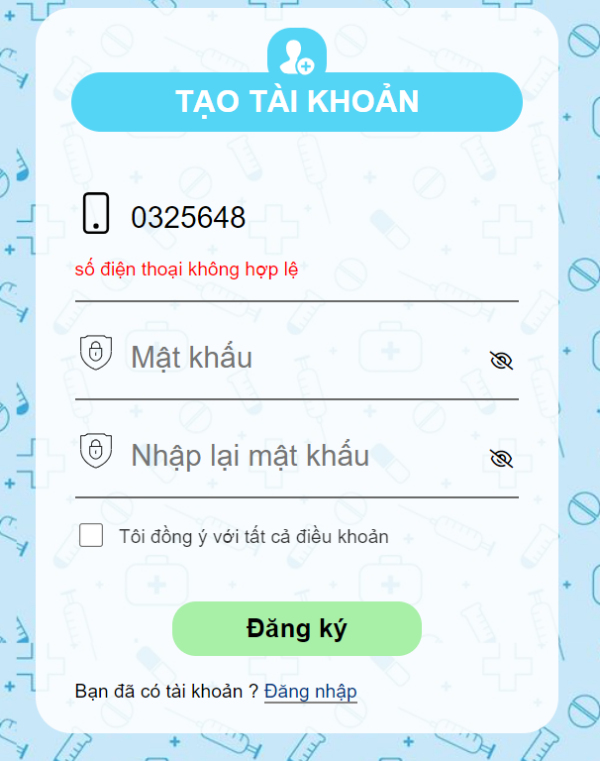 TẠO TÀI KHOẢN
0325648
số điện thoại không hợp lệ
Mật khẩu
Nhập lại mật khẩu
Tôi đồng ý với tất cả điều khoản
Đăng ký
Bạn đã có tài khoản ? Đăng nhập